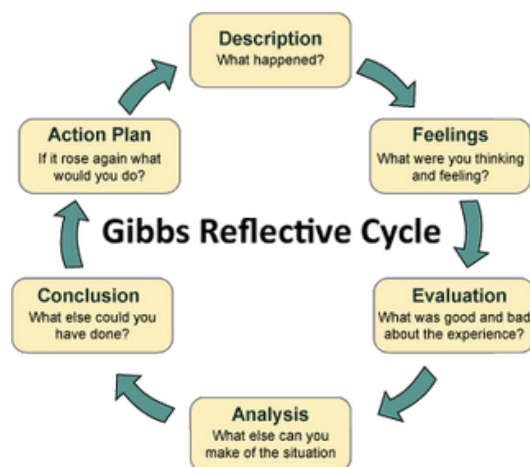 Description
What happened?
Action Plan
If it rose again what
would you do?
Feelings
What were you thinking
and feeling?
Gibbs Reflective Cycle
Conclusion
What else could you
have done?
Evaluation
What was good and bad
about the experience?
Analysis
What else can you
make of the situation